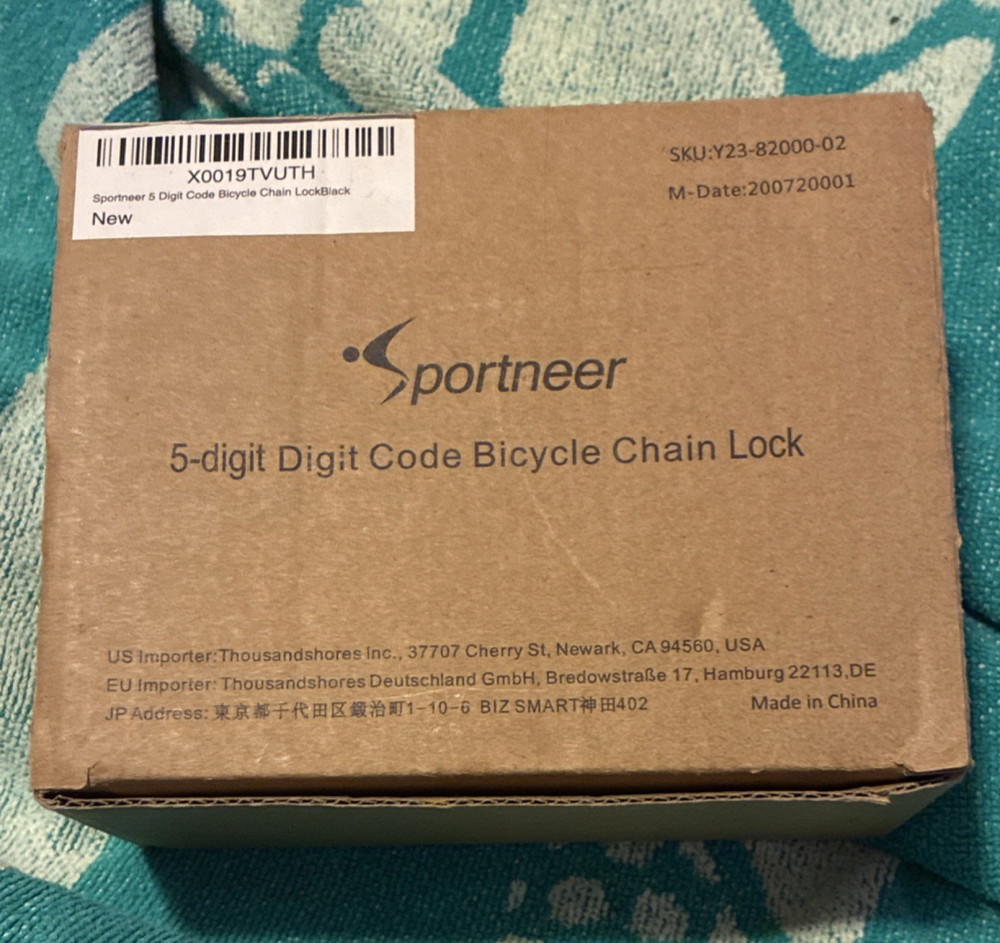 X0019TVUTH
Sportneer 5 Digit Code Bicycle Chain LockBlack
New
SKU:Y23-82000-02
M-Date:200720001
Sportneer
5-digit Digit Code Bicycle Chain Lock
US Importer:Thousandshores Inc., 37707 Cherry St, Newark, CA 94560, USA
EU Importer: Thousandshores Deutschland GmbH, Bredowstraße 17, Hamburg 22113,DE
JP Address: 東京都千代田区鍛治町1-10-6 BIZ SMART神田402
Made in China